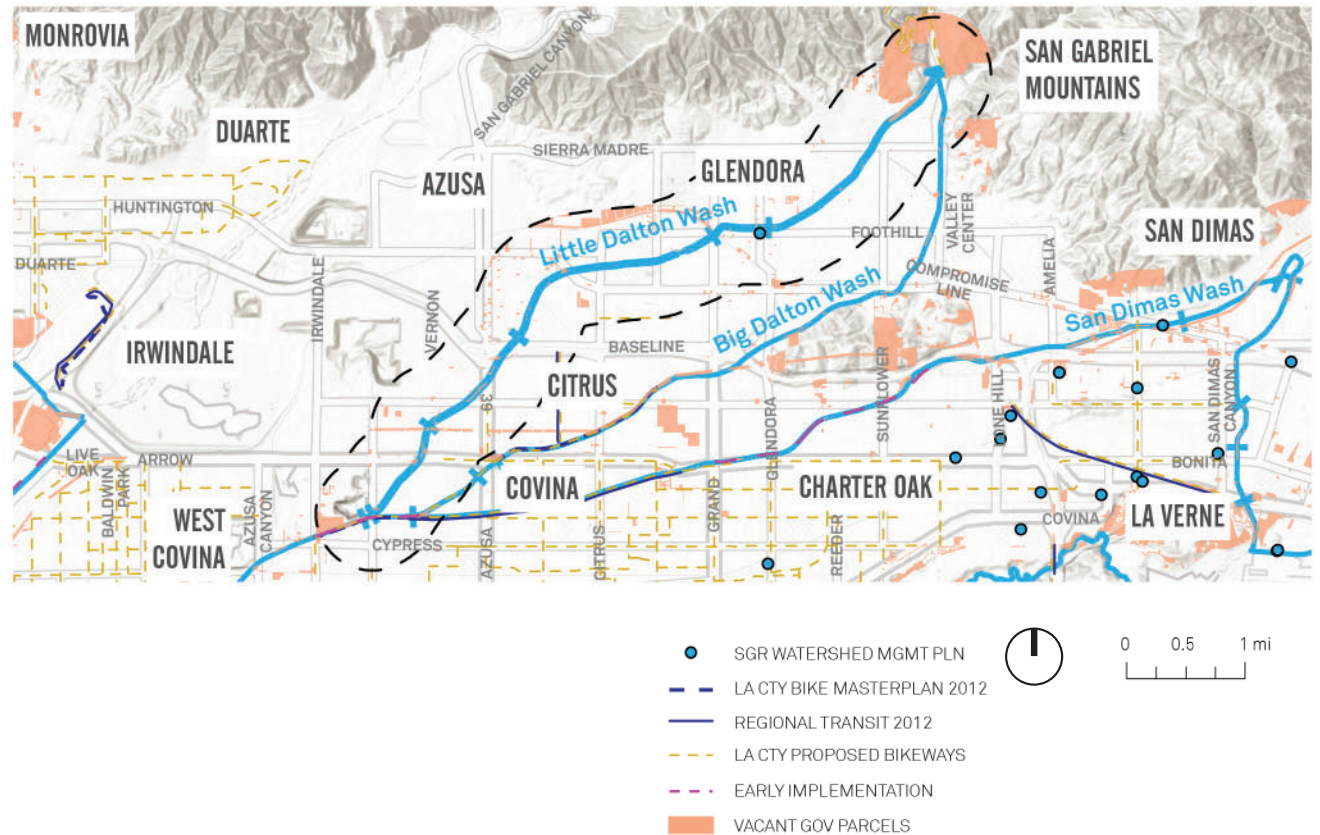 MONROVIA
SAN GABRIEL CANYON
SAN GABRIEL
MOUNTAINS
DUARTE
SIERRA MADRE
GLENDORA
AZUSA
HUNTINGTON
Little Dalton Wash
FOOTHILL
VALLEY
CENTER
SAN DIMAS
DUARTE
IRWINDALE
VERNON
Big Dalton Wash
COMPROMISE
LINE
AMELIA
San Dimas Wash
IRWINDALE
BASELINE
CITRUS
39
GLENDORA
SUNFLOWER
LONE HILL
SAN DIMAS
CANYON
LIVE
OAK
ARROW
BALDWIN
PARK
BONITA
WEST
COVINA
AZUSA
CANYON
COVINA
GRAND
CHARTER OAK
COVINA
LA VERNE
CYPRESS
AZUSA
CITRUS
REEDER
SGR WATERSHED MGMT PLN
LA CTY BIKE MASTERPLAN 2012
REGIONAL TRANSIT 2012
LA CTY PROPOSED BIKEWAYS
EARLY IMPLEMENTATION
VACANT GOV PARCELS
0 0.5 1 mi